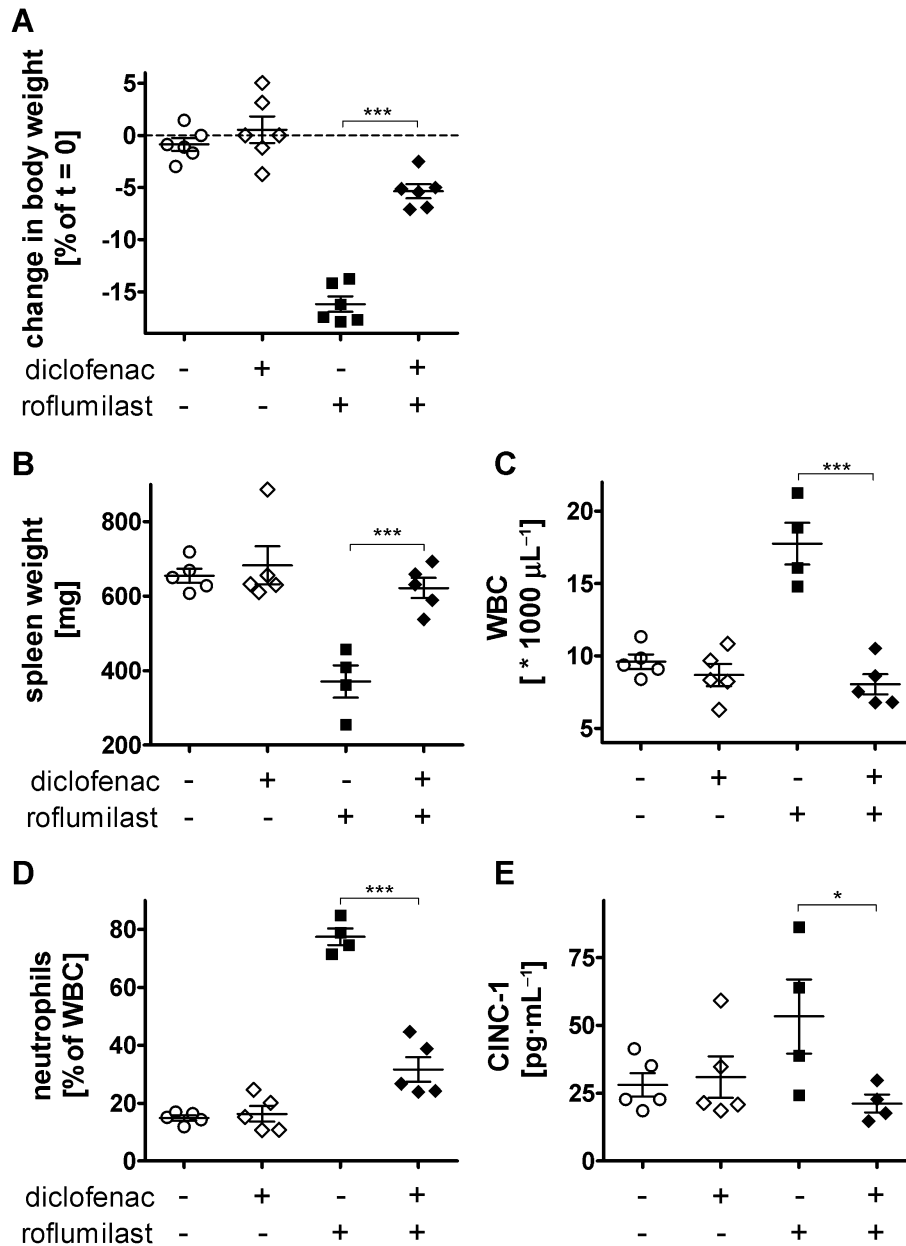 A
change in body weight
[% of t = 0]
5
0
-5
-10
-15
***
diclofenac - + - +
roflumilast - - + +
B
spleen weight
[mg]
800
600
400
200
***
diclofenac - + - +
roflumilast - - + +
C
WBC
[ * 1000 µL⁻¹]
20
15
10
5
***
- + - +
- - + +
D
neutrophils
[% of WBC]
80
60
40
20
0
***
diclofenac - + - +
roflumilast - - + +
E
CINC-1
[pg·mL⁻¹]
75
50
25
0
*
- + - +
- - + +